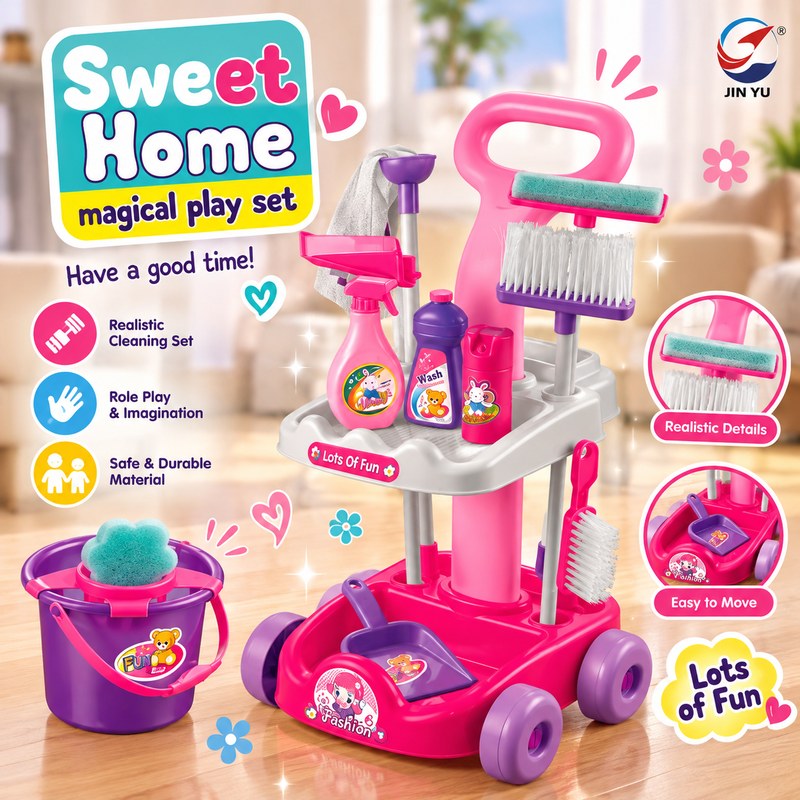 Sweet
Home
magical play set
Have a good time!
JIN YU
®
Realistic
Cleaning Set
Role Play
& Imagination
Safe & Durable
Material
Wash
Lots Of Fun
Realistic Details
Easy to Move
Fashion
FUN
Fashion
Lots
of Fun